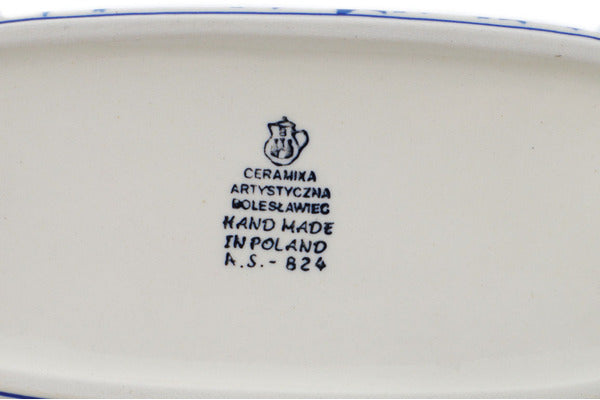 CERAMIKA
ARTYSTYCZNA
BOLESŁAWIEC
HAND MADE
IN POLAND
A.S.- 824